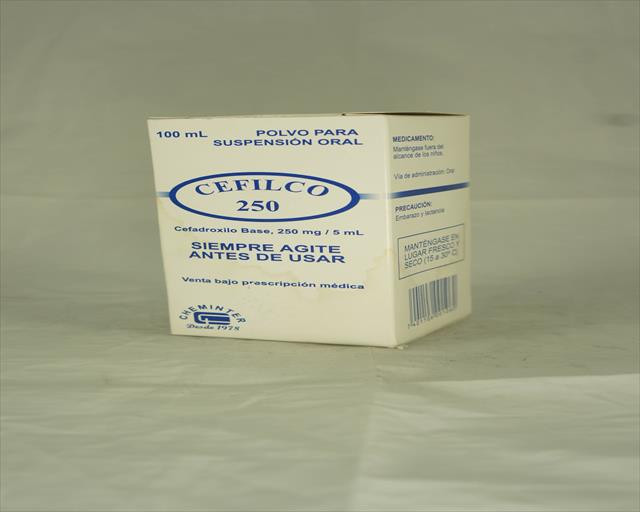 100 mL
POLVO PARA
SUSPENSIÓN ORAL
CEFILCO
250
Cefadroxilo Base, 250 mg / 5 mL
SIEMPRE AGITE
ANTES DE USAR
Venta bajo prescripción médica
CHEMINTER
Desde 1978
MEDICAMENTO:
Manténgase fuera del
alcance de los niños.
Vía de administración: Oral
PRECAUCIÓN:
Embarazo y lactancia
MANTÉNGASE EN
LUGAR FRESCO Y
SECO (15 a 30º C)